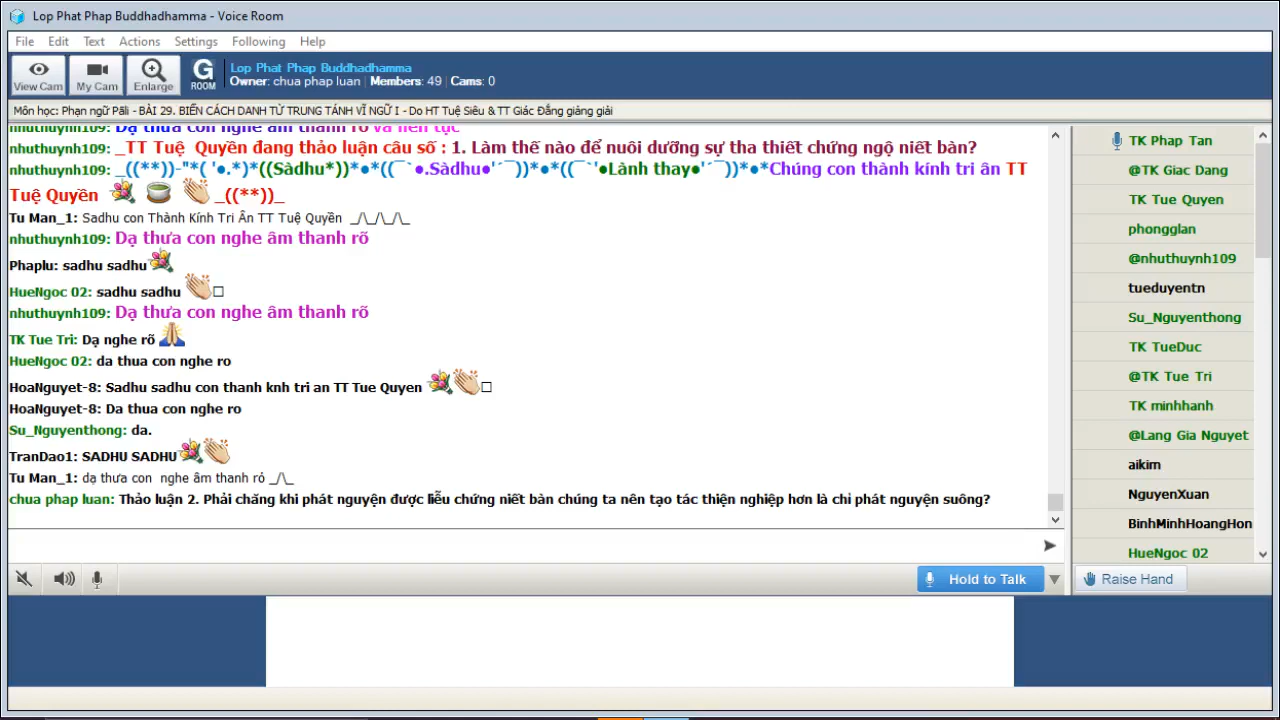 Lop Phat Phap Buddhadhamma - Voice Room
File Edit Text Actions Settings Following Help
View Cam My Cam Enlarge G ROOM
Lop Phat Phap Buddhadhamma
Owner: chua phap luan | Members: 49 | Cams: 0
Môn học: Phạn ngữ Pāli - BÀI 29. BIẾN CÁCH DANH TỪ TRUNG TÁNH VĨ NGỮ I - Do HT Tuệ Siêu & TT Giác Đẳng giảng giải
nhuthuynh109: Dạ thưa con nghe âm thanh rõ và liên tục
nhuthuynh109: _TT Tuệ Quyền đang thảo luận câu số : 1. Làm thế nào để nuôi dưỡng sự tha thiết chứng ngộ niết bàn?
nhuthuynh109: _((**))-"*( '●.*)*((Sàdhu*))*●*((¯`●.Sàdhu●'´¯))*●*((¯`'●Lành thay●'´¯))*●*Chúng con thành kính tri ân TT
Tuệ Quyền _((**))_
Tu Man_1: Sadhu con Thành Kính Tri Ân TT Tuệ Quyền _/\_/\_/\_
nhuthuynh109: Dạ thưa con nghe âm thanh rõ
Phaplu: sadhu sadhu
HueNgoc 02: sadhu sadhu
nhuthuynh109: Dạ thưa con nghe âm thanh rõ
TK Tue Tri: Dạ nghe rõ
HueNgoc 02: da thua con nghe ro
HoaNguyet-8: Sadhu sadhu con thanh knh tri an TT Tue Quyen
HoaNguyet-8: Da thua con nghe ro
Su_Nguyenthong: da.
TranDao1: SADHU SADHU
Tu Man_1: dạ thưa con nghe âm thanh rỏ _/\_
chua phap luan: Thảo luận 2. Phải chăng khi phát nguyện được liễu chứng niết bàn chúng ta nên tạo tác thiện nghiệp hơn là chỉ phát nguyện suông?
TK Phap Tan
@TK Giac Dang
TK Tue Quyen
phongglan
@nhuthuynh109
tueduyentn
Su_Nguyenthong
TK TueDuc
@TK Tue Tri
TK minhhanh
@Lang Gia Nguyet
aikim
NguyenXuan
BinhMinhHoangHon
HueNgoc 02
Hold to Talk
Raise Hand